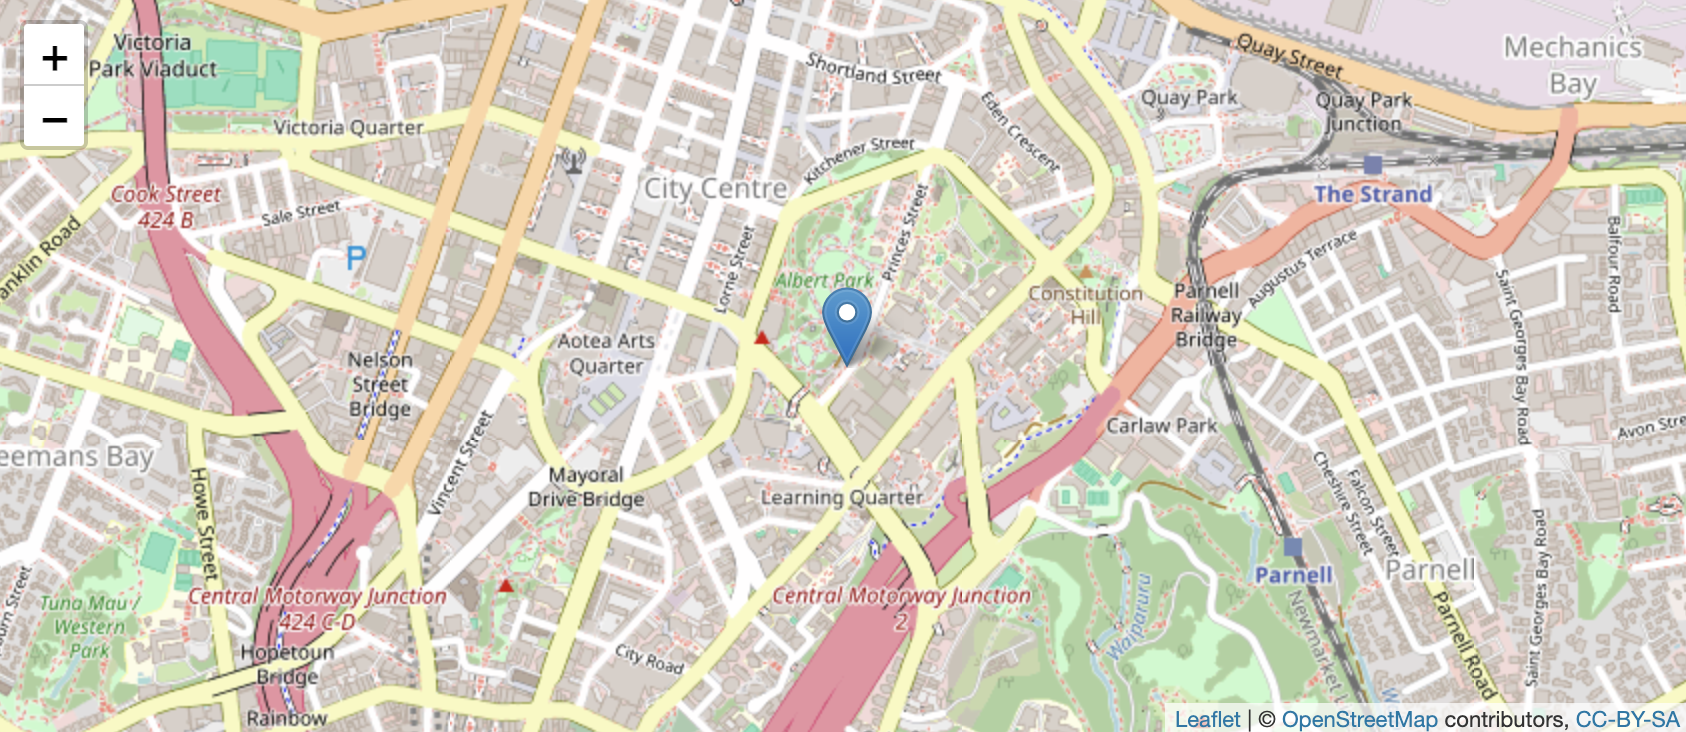 +
−
Victoria
Park Viaduct
Shortland Street
Quay Street
Mechanics
Bay
Quay Park
Quay Park
Junction
Eden Crescent
Victoria Quarter
Kitchener Street
City Centre
The Strand
Cook Street
424 B
Sale Street
anklin Road
P
Lorne Street
Princes Street
Albert Park
Augustus Terrace
Balfour Road
Constitution
Hill
Parnell
Railway
Bridge
Saint Georges Bay Road
Aotea Arts
Quarter
Nelson
Street
Bridge
Carlaw Park
Avon Stre
eemans Bay
Vincent Street
Howe Street
Mayoral
Drive Bridge
Learning Quarter
Cheshire Street
Falcon Street
Parnell
Parnell
Saint Georges Bay Road
Central Motorway Junction
424 C-D
Central Motorway Junction
2
Tuna Mau /
Western
Park
urn Street
Waipapuru
Newmarket
Parnell Road
Hopetoun
Bridge
City Road
Rainbow
W
Leaflet | © OpenStreetMap contributors, CC-BY-SA